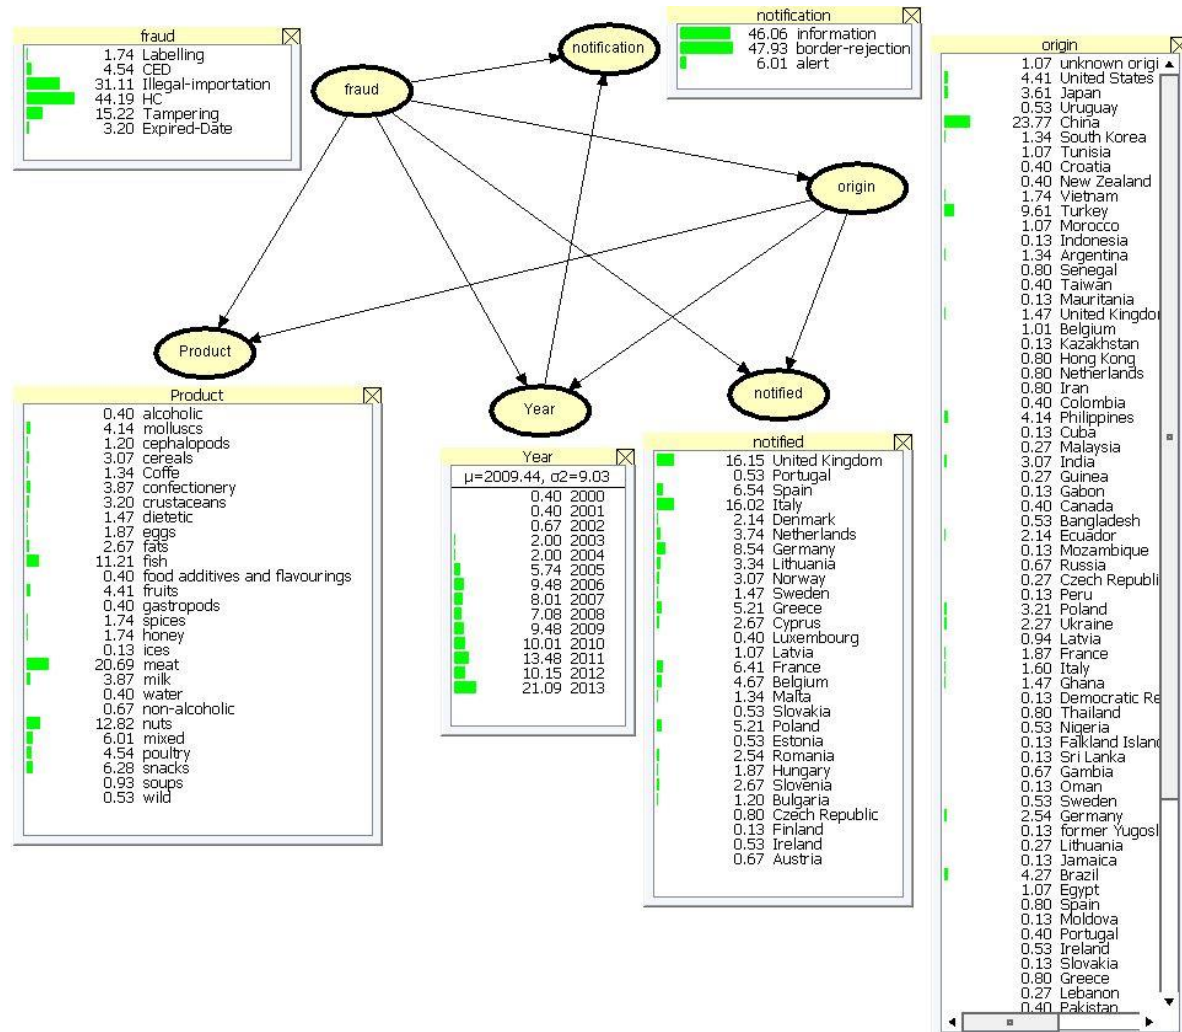 fraud
1.74 Labelling
4.54 CED
31.11 Illegal-importation
44.19 HC
15.22 Tampering
3.20 Expired-Date
fraud
notification
notification
46.06 information
47.93 border-rejection
6.01 alert
origin
Product
Year
notified
Product
0.40 alcoholic
4.14 molluscs
1.20 cephalopods
3.07 cereals
1.34 Coffe
3.87 confectionery
3.20 crustaceans
1.47 dietetic
1.87 eggs
2.67 fats
11.21 fish
0.40 food additives and flavourings
4.41 fruits
0.40 gastropods
1.74 spices
1.74 honey
0.13 ices
20.69 meat
3.87 milk
0.40 water
0.67 non-alcoholic
12.82 nuts
6.01 mixed
4.54 poultry
6.28 snacks
0.93 soups
0.53 wild
Year
μ=2009.44, σ2=9.03
0.40 2000
0.40 2001
0.67 2002
2.00 2003
2.00 2004
5.74 2005
9.48 2006
8.01 2007
7.08 2008
9.48 2009
10.01 2010
13.48 2011
10.15 2012
21.09 2013
notified
16.15 United Kingdom
0.53 Portugal
6.54 Spain
16.02 Italy
2.14 Denmark
3.74 Netherlands
8.54 Germany
3.34 Lithuania
3.07 Norway
1.47 Sweden
5.21 Greece
2.67 Cyprus
0.40 Luxembourg
1.07 Latvia
6.41 France
4.67 Belgium
1.34 Malta
0.53 Slovakia
5.21 Poland
0.53 Estonia
2.54 Romania
1.87 Hungary
2.67 Slovenia
1.20 Bulgaria
0.80 Czech Republic
0.13 Finland
0.53 Ireland
0.67 Austria
origin
1.07 unknown origi
4.41 United States
3.61 Japan
0.53 Uruguay
23.77 China
1.34 South Korea
1.07 Tunisia
0.40 Croatia
0.40 New Zealand
1.74 Vietnam
9.61 Turkey
1.07 Morocco
0.13 Indonesia
1.34 Argentina
0.80 Senegal
0.40 Taiwan
0.13 Mauritania
1.47 United Kingdo
1.01 Belgium
0.13 Kazakhstan
0.80 Hong Kong
0.80 Netherlands
0.80 Iran
0.40 Colombia
4.14 Philippines
0.13 Cuba
0.27 Malaysia
3.07 India
0.27 Guinea
0.13 Gabon
0.40 Canada
0.53 Bangladesh
2.14 Ecuador
0.13 Mozambique
0.67 Russia
0.27 Czech Republi
0.13 Peru
3.21 Poland
2.27 Ukraine
0.94 Latvia
1.87 France
1.60 Italy
1.47 Ghana
0.13 Democratic Re
0.80 Thailand
0.53 Nigeria
0.13 Falkland Island
0.13 Sri Lanka
0.67 Gambia
0.13 Oman
0.53 Sweden
2.54 Germany
0.13 former Yugosl
0.27 Lithuania
0.13 Jamaica
4.27 Brazil
1.07 Egypt
0.80 Spain
0.13 Moldova
0.40 Portugal
0.53 Ireland
0.13 Slovakia
0.80 Greece
0.27 Lebanon
0.40 Pakistan